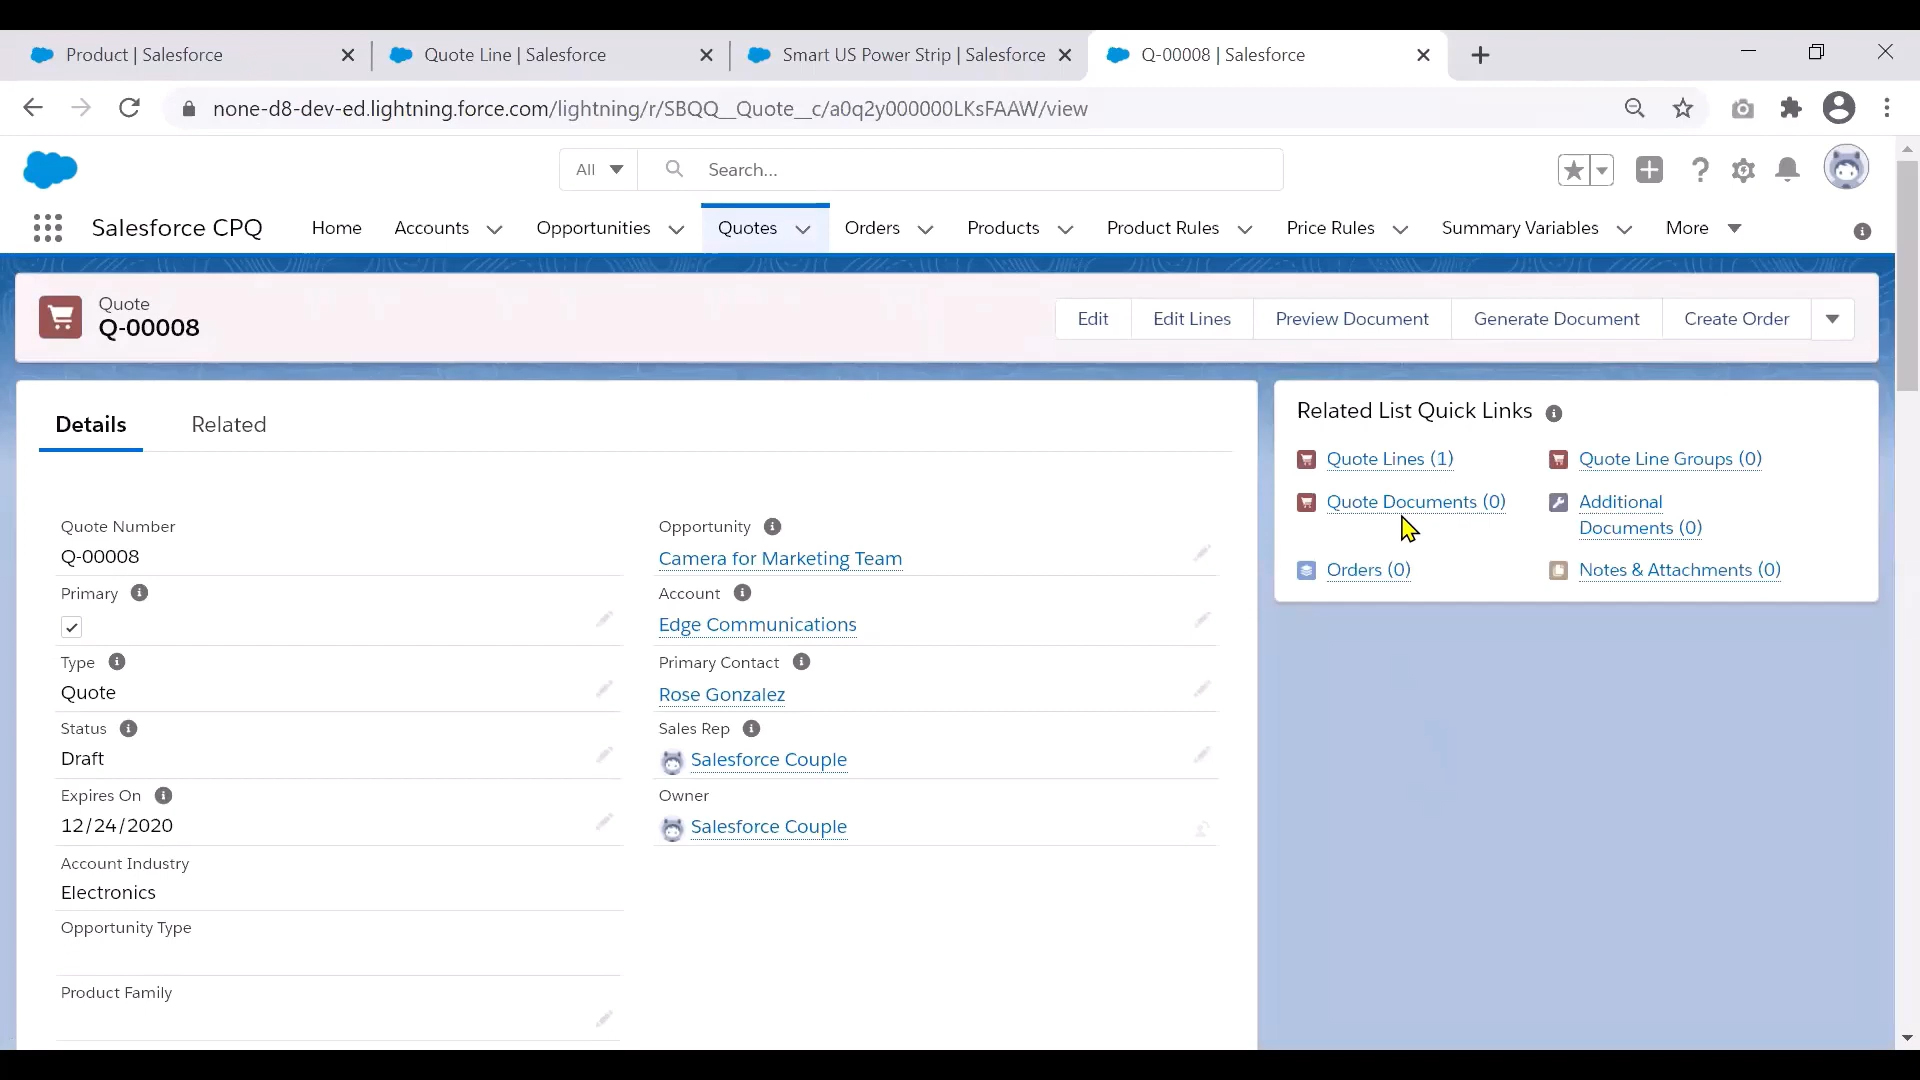 Product | Salesforce
Quote Line | Salesforce
Smart US Power Strip | Salesforce
Q-00008 | Salesforce
none-d8-dev-ed.lightning.force.com/lightning/r/SBQQ__Quote__c/a0q2y000000LKsFAAW/view
All
Search...
Salesforce CPQ
Home
Accounts
Opportunities
Quotes
Orders
Products
Product Rules
Price Rules
Summary Variables
More
Quote
Q-00008
Edit
Edit Lines
Preview Document
Generate Document
Create Order
Details
Related
Quote Number
Q-00008
Primary
Type
Quote
Status
Draft
Expires On
12/24/2020
Account Industry
Electronics
Opportunity Type
Product Family
Opportunity
Camera for Marketing Team
Account
Edge Communications
Primary Contact
Rose Gonzalez
Sales Rep
Salesforce Couple
Owner
Salesforce Couple
Related List Quick Links
Quote Lines (1)
Quote Line Groups (0)
Quote Documents (0)
Additional
Documents (0)
Orders (0)
Notes & Attachments (0)